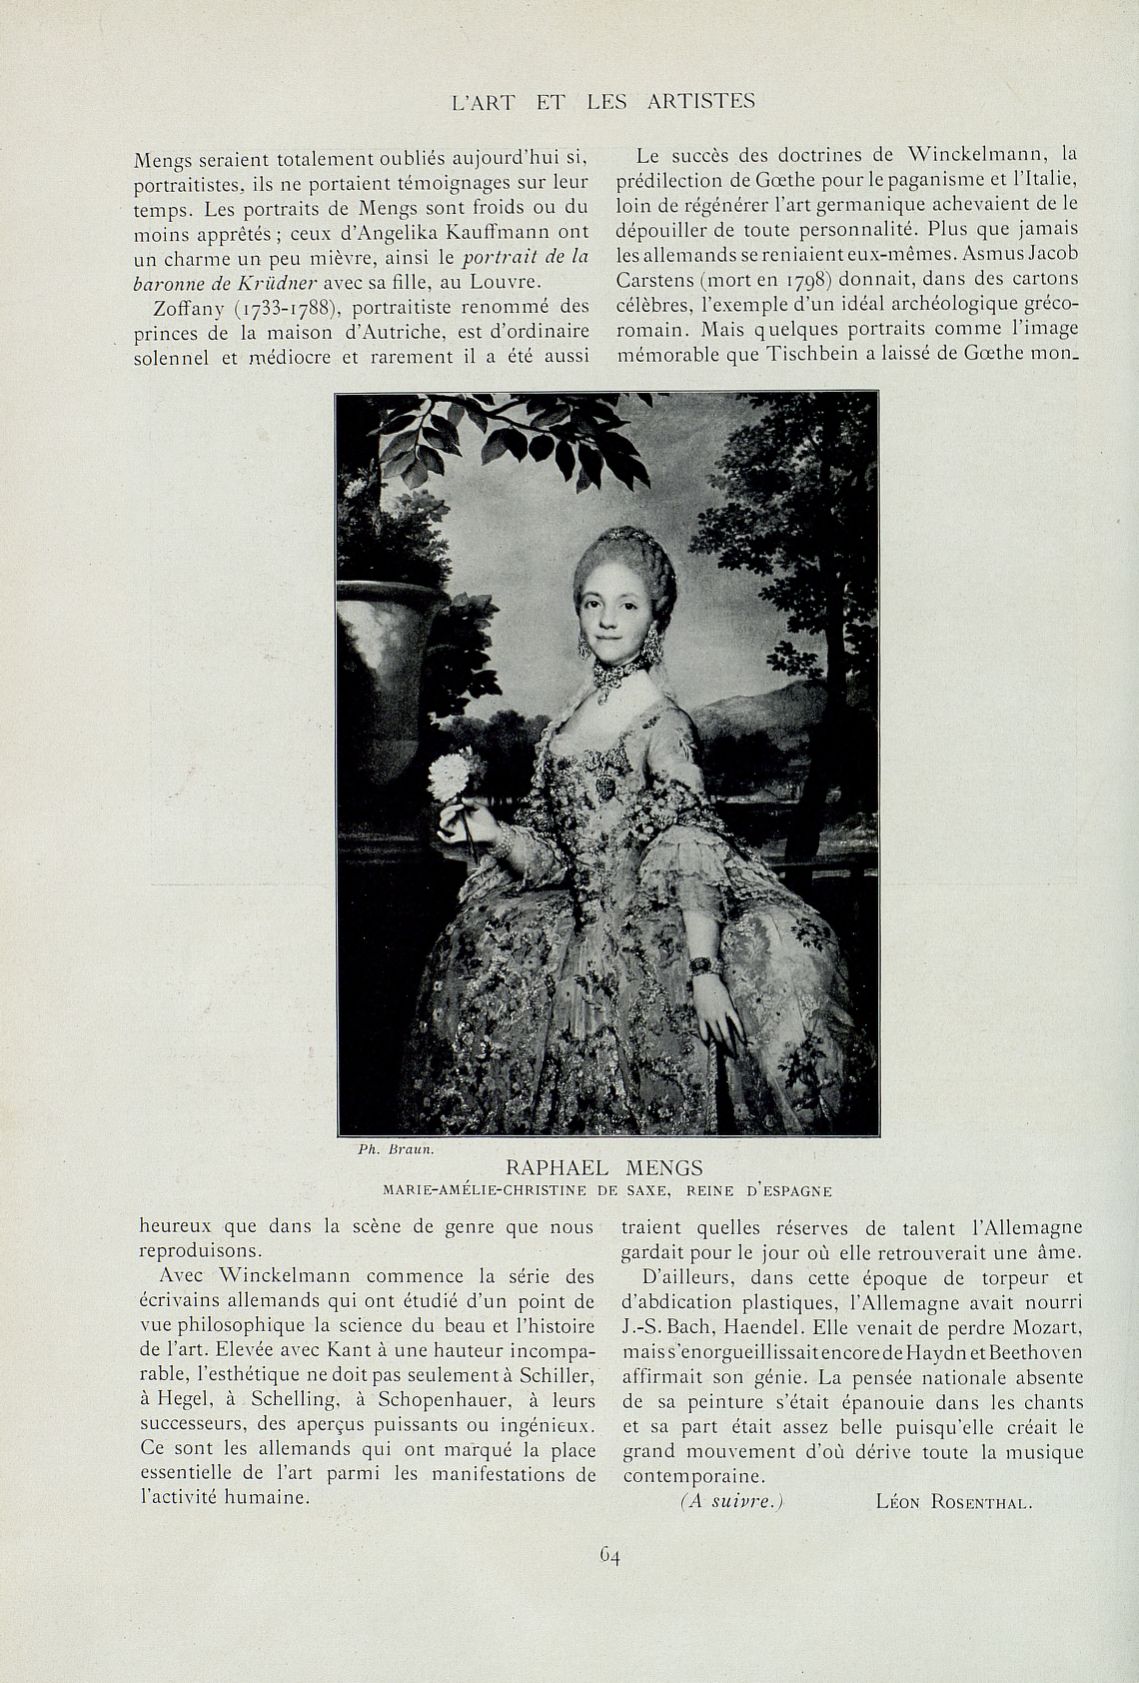 L'ART ET LES ARTISTES
Mengs seraient totalement oubliés aujourd'hui si,
portraitistes, ils ne portaient témoignages sur leur
temps. Les portraits de Mengs sont froids ou du
moins apprêtés ; ceux d'Angelika Kauffmann ont
un charme un peu mièvre, ainsi le portrait de la
baronne de Krüdner avec sa fille, au Louvre.
Zoffany (1733-1788), portraitiste renommé des
princes de la maison d'Autriche, est d'ordinaire
solennel et médiocre et rarement il a été aussi
heureux que dans la scène de genre que nous
reproduisons.
Avec Winckelmann commence la série des
écrivains allemands qui ont étudié d'un point de
vue philosophique la science du beau et l'histoire
de l'art. Elevée avec Kant à une hauteur incompa-
rable, l'esthétique ne doit pas seulement à Schiller,
à Hegel, à Schelling, à Schopenhauer, à leurs
successeurs, des aperçus puissants ou ingénieux.
Ce sont les allemands qui ont marqué la place
essentielle de l'art parmi les manifestations de
l'activité humaine.
Le succès des doctrines de Winckelmann, la
prédilection de Gœthe pour le paganisme et l'Italie,
loin de régénérer l'art germanique achevaient de le
dépouiller de toute personnalité. Plus que jamais
les allemands se reniaient eux-mêmes. Asmus Jacob
Carstens (mort en 1798) donnait, dans des cartons
célèbres, l'exemple d'un idéal archéologique gréco-
romain. Mais quelques portraits comme l'image
mémorable que Tischbein a laissé de Gœthe mon-
traient quelles réserves de talent l'Allemagne
gardait pour le jour où elle retrouverait une âme.
D'ailleurs, dans cette époque de torpeur et
d'abdication plastiques, l'Allemagne avait nourri
J.-S. Bach, Haendel. Elle venait de perdre Mozart,
mais s'enorgueillissait encore de Haydn et Beethoven
affirmait son génie. La pensée nationale absente
de sa peinture s'était épanouie dans les chants
et sa part était assez belle puisqu'elle créait le
grand mouvement d'où dérive toute la musique
contemporaine.
(A suivre.) LÉON ROSENTHAL.
Ph. Braun.
RAPHAEL MENGS
MARIE-AMÉLIE-CHRISTINE DE SAXE, REINE D'ESPAGNE
64